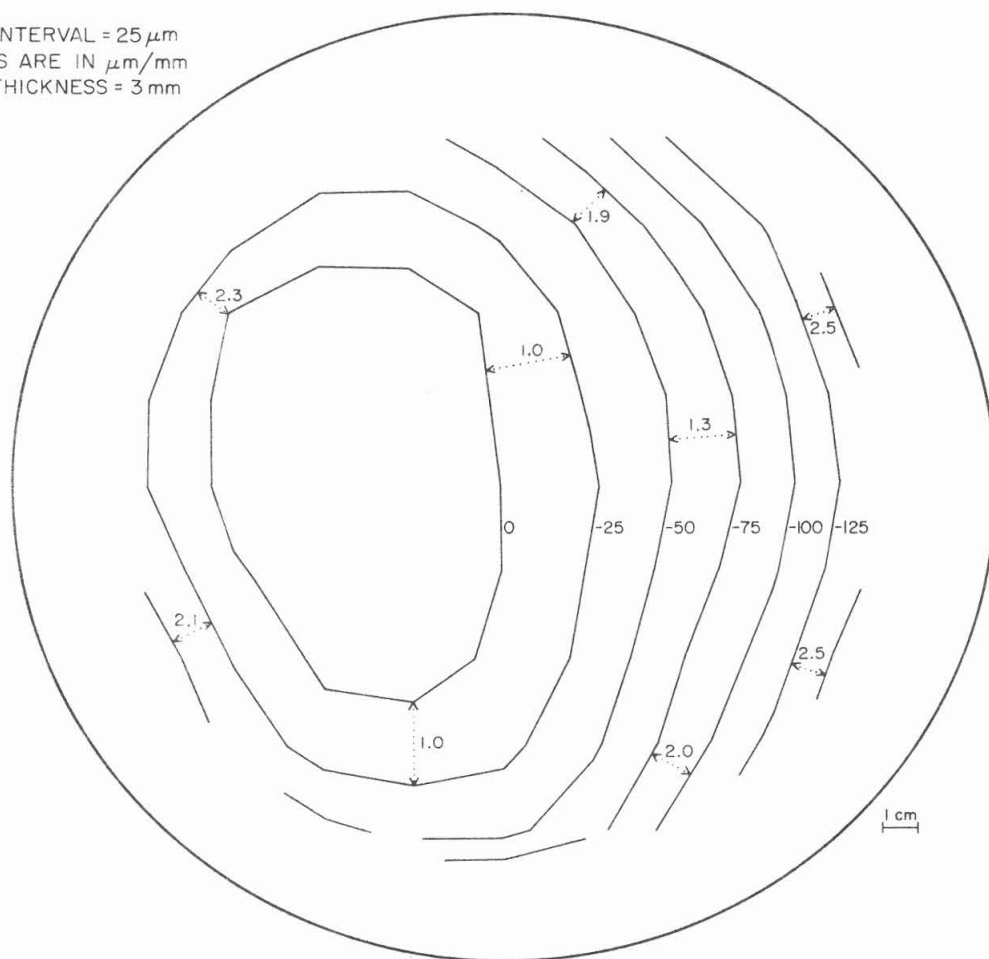 NTERVAL = 25 μm
S ARE IN μm/mm
THICKNESS = 3 mm
1.9
2.3
1.0
2.5
1.3
0 -25 -50 -75 -100 -125
2.1
2.5
1.0
2.0
1 cm